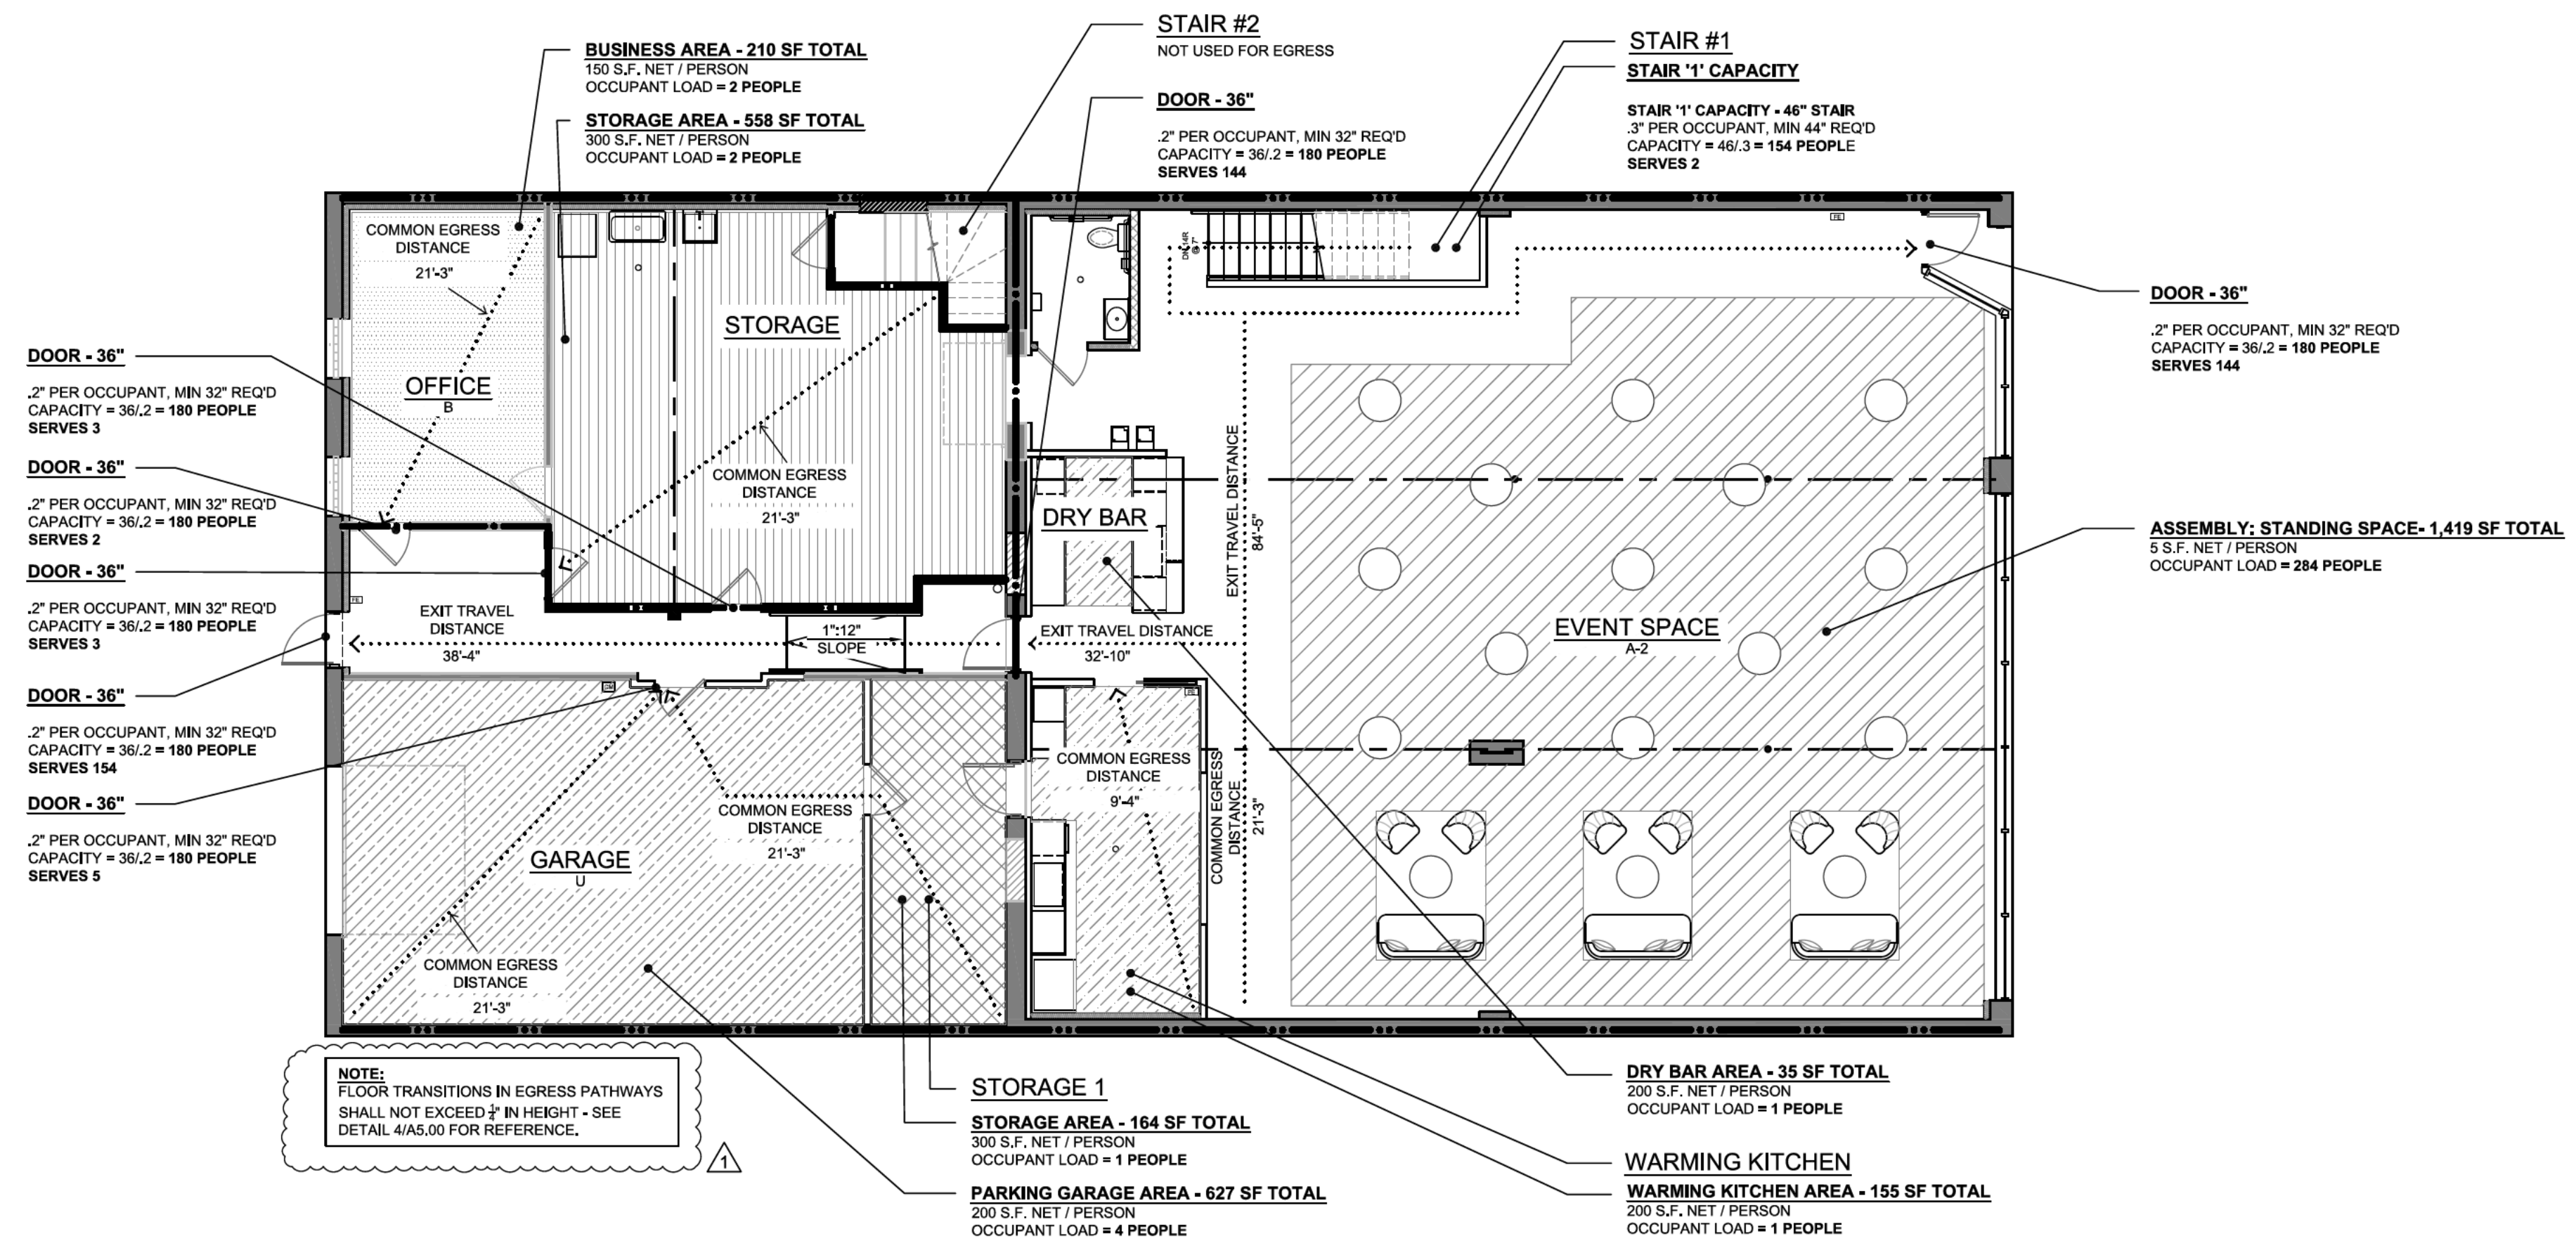 STAIR #2
NOT USED FOR EGRESS
BUSINESS AREA - 210 SF TOTAL
150 S.F. NET / PERSON
OCCUPANT LOAD = 2 PEOPLE
STORAGE AREA - 558 SF TOTAL
300 S.F. NET / PERSON
OCCUPANT LOAD = 2 PEOPLE
DOOR - 36"
.2" PER OCCUPANT, MIN 32" REQ'D
CAPACITY = 36/.2 = 180 PEOPLE
SERVES 144
STAIR #1
STAIR '1' CAPACITY
STAIR '1' CAPACITY - 46" STAIR
.3" PER OCCUPANT, MIN 44" REQ'D
CAPACITY = 46/.3 = 154 PEOPLE
SERVES 2
DOOR - 36"
.2" PER OCCUPANT, MIN 32" REQ'D
CAPACITY = 36/.2 = 180 PEOPLE
SERVES 144
ASSEMBLY: STANDING SPACE- 1,419 SF TOTAL
5 S.F. NET / PERSON
OCCUPANT LOAD = 284 PEOPLE
DOOR - 36"
.2" PER OCCUPANT, MIN 32" REQ'D
CAPACITY = 36/.2 = 180 PEOPLE
SERVES 3
DOOR - 36"
.2" PER OCCUPANT, MIN 32" REQ'D
CAPACITY = 36/.2 = 180 PEOPLE
SERVES 2
DOOR - 36"
.2" PER OCCUPANT, MIN 32" REQ'D
CAPACITY = 36/.2 = 180 PEOPLE
SERVES 3
DOOR - 36"
.2" PER OCCUPANT, MIN 32" REQ'D
CAPACITY = 36/.2 = 180 PEOPLE
SERVES 154
DOOR - 36"
.2" PER OCCUPANT, MIN 32" REQ'D
CAPACITY = 36/.2 = 180 PEOPLE
SERVES 5
COMMON EGRESS
DISTANCE
21'-3"
OFFICE
B
STORAGE
COMMON EGRESS
DISTANCE
21'-3"
EXIT TRAVEL
DISTANCE
38'-4"
1":12"
SLOPE
DN 14R
@ 7"
FE
DRY BAR
EXIT TRAVEL DISTANCE
84'-5"
EXIT TRAVEL DISTANCE
32'-10"
EVENT SPACE
A-2
FE
FE
COMMON EGRESS
DISTANCE
9'-4"
COMMON EGRESS
DISTANCE
21'-3"
COMMON EGRESS
DISTANCE
21'-3"
GARAGE
U
COMMON EGRESS
DISTANCE
21'-3"
NOTE:
FLOOR TRANSITIONS IN EGRESS PATHWAYS
SHALL NOT EXCEED ¼" IN HEIGHT - SEE
DETAIL 4/A5.00 FOR REFERENCE.
1
STORAGE 1
STORAGE AREA - 164 SF TOTAL
300 S.F. NET / PERSON
OCCUPANT LOAD = 1 PEOPLE
PARKING GARAGE AREA - 627 SF TOTAL
200 S.F. NET / PERSON
OCCUPANT LOAD = 4 PEOPLE
DRY BAR AREA - 35 SF TOTAL
200 S.F. NET / PERSON
OCCUPANT LOAD = 1 PEOPLE
WARMING KITCHEN
WARMING KITCHEN AREA - 155 SF TOTAL
200 S.F. NET / PERSON
OCCUPANT LOAD = 1 PEOPLE